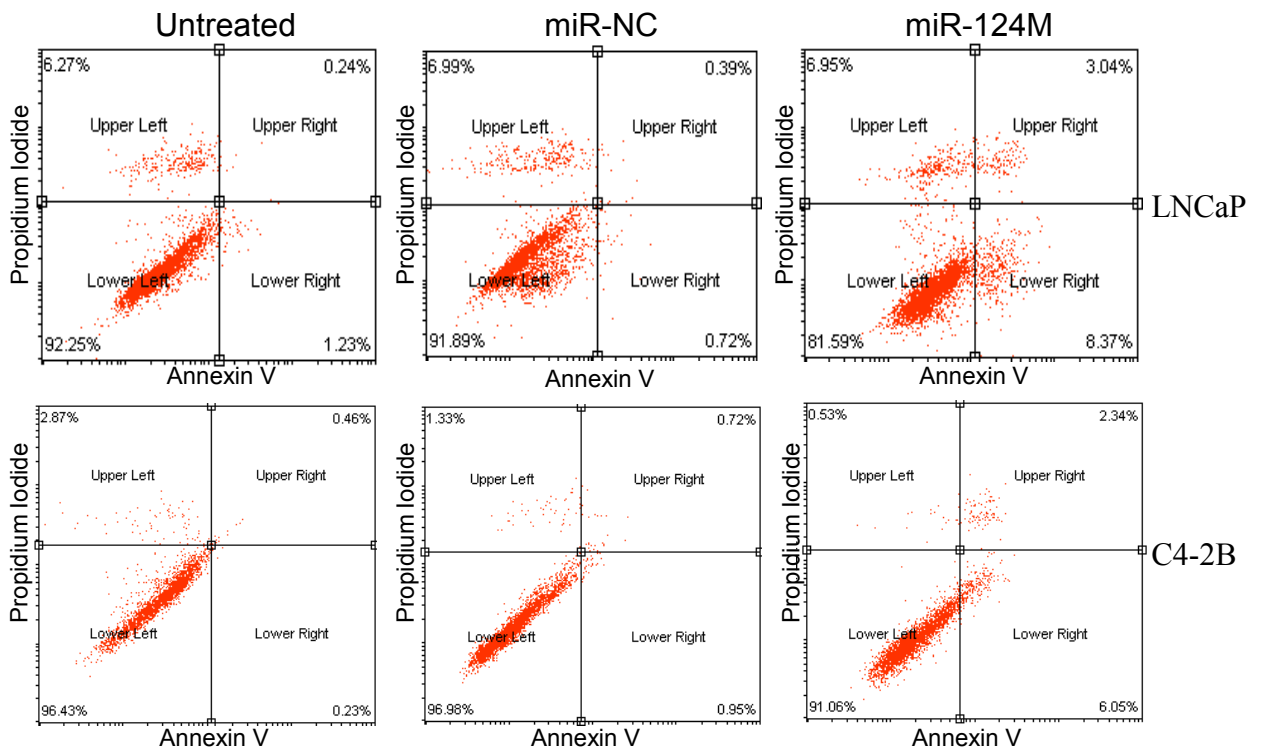 Untreated
miR-NC
miR-124M
Propidium Iodide
6.27%
0.24%
Upper Left
Upper Right
Lower Left
Lower Right
92.25%
1.23%
Annexin V
Propidium Iodide
6.99%
0.39%
Upper Left
Upper Right
Lower Left
Lower Right
91.89%
0.72%
Annexin V
Propidium Iodide
6.95%
3.04%
Upper Left
Upper Right
Lower Left
Lower Right
81.59%
8.37%
Annexin V
LNCaP
Propidium Iodide
2.87%
0.46%
Upper Left
Upper Right
Lower Left
Lower Right
96.43%
0.23%
Annexin V
Propidium Iodide
1.33%
0.72%
Upper Left
Upper Right
Lower Left
Lower Right
96.98%
0.95%
Annexin V
Propidium Iodide
0.53%
2.34%
Upper Left
Upper Right
Lower Left
Lower Right
91.06%
6.05%
Annexin V
C4-2B